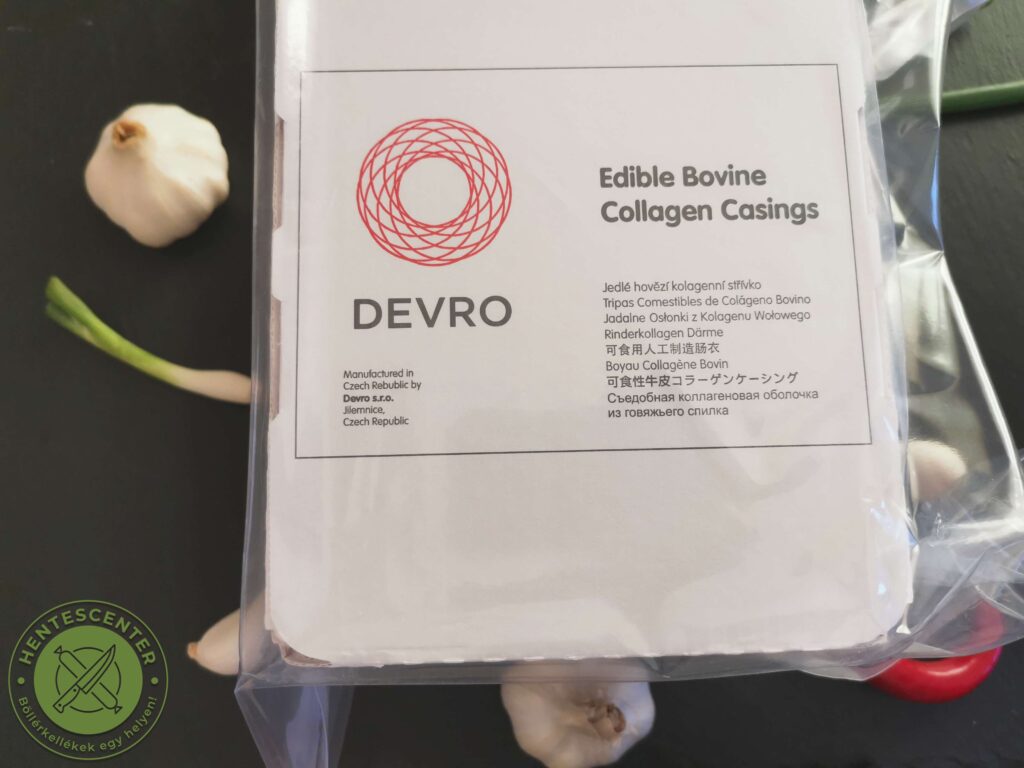 DEVRO
Manufactured in
Czech Rebublic by
Devro s.r.o.
Jilemnice,
Czech Republic
Edible Bovine
Collagen Casings
Jedlé hovězí kolagenní střívko
Tripas Comestibles de Colágeno Bovino
Jadalne Osłonki z Kolagenu Wołowego
Rinderkollagen Därme
可食用人工制造肠衣
Boyau Collagène Bovin
可食性牛皮コラーゲンケーシング
Съедобная коллагеновая оболочка
из говяжьего спилка
HENTESCENTER
Böllérkellékek egy helyen!